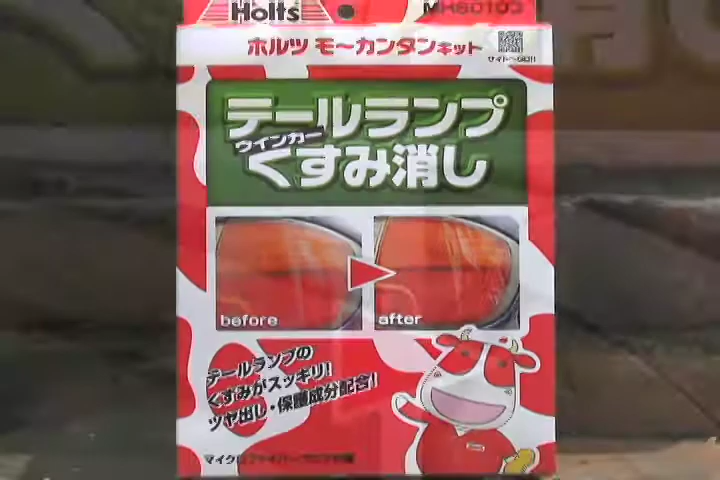 Holts
MH60103
ホルツ モーカンタンキット
テールランプ
ウインカー
くすみ消し
before
after
テールランプの
くすみがスッキリ!
ツヤ出し・保護成分配合!